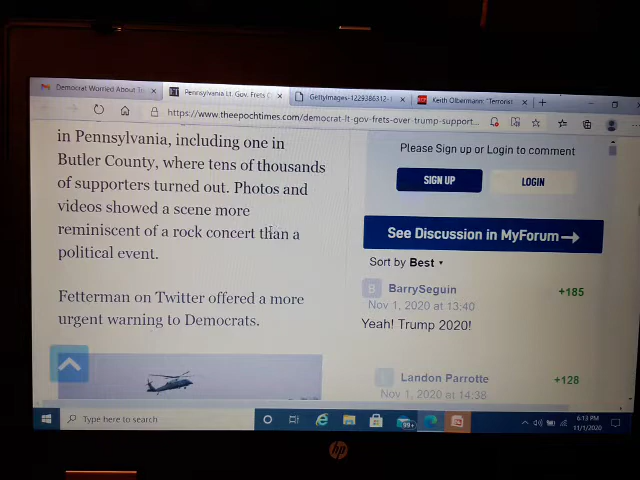 Democrat Worried About Tr
Pennsylvania Lt. Gov. Frets
GettyImages-1229386312-
Keith Olbermann: 'Terrorist
https://www.theepochtimes.com/democrat-lt-gov-frets-over-trump-support...
in Pennsylvania, including one in
Butler County, where tens of thousands
of supporters turned out. Photos and
videos showed a scene more
reminiscent of a rock concert than a
political event.
Fetterman on Twitter offered a more
urgent warning to Democrats.
Please Sign up or Login to comment
SIGN UP
LOGIN
See Discussion in MyForum
Sort by Best
B BarrySeguin
+185
Nov 1, 2020 at 13:40
Yeah! Trump 2020!
Landon Parrotte
+128
Nov 1, 2020 at 14:38
Type here to search
99+
6:13 PM
11/1/2020
hp